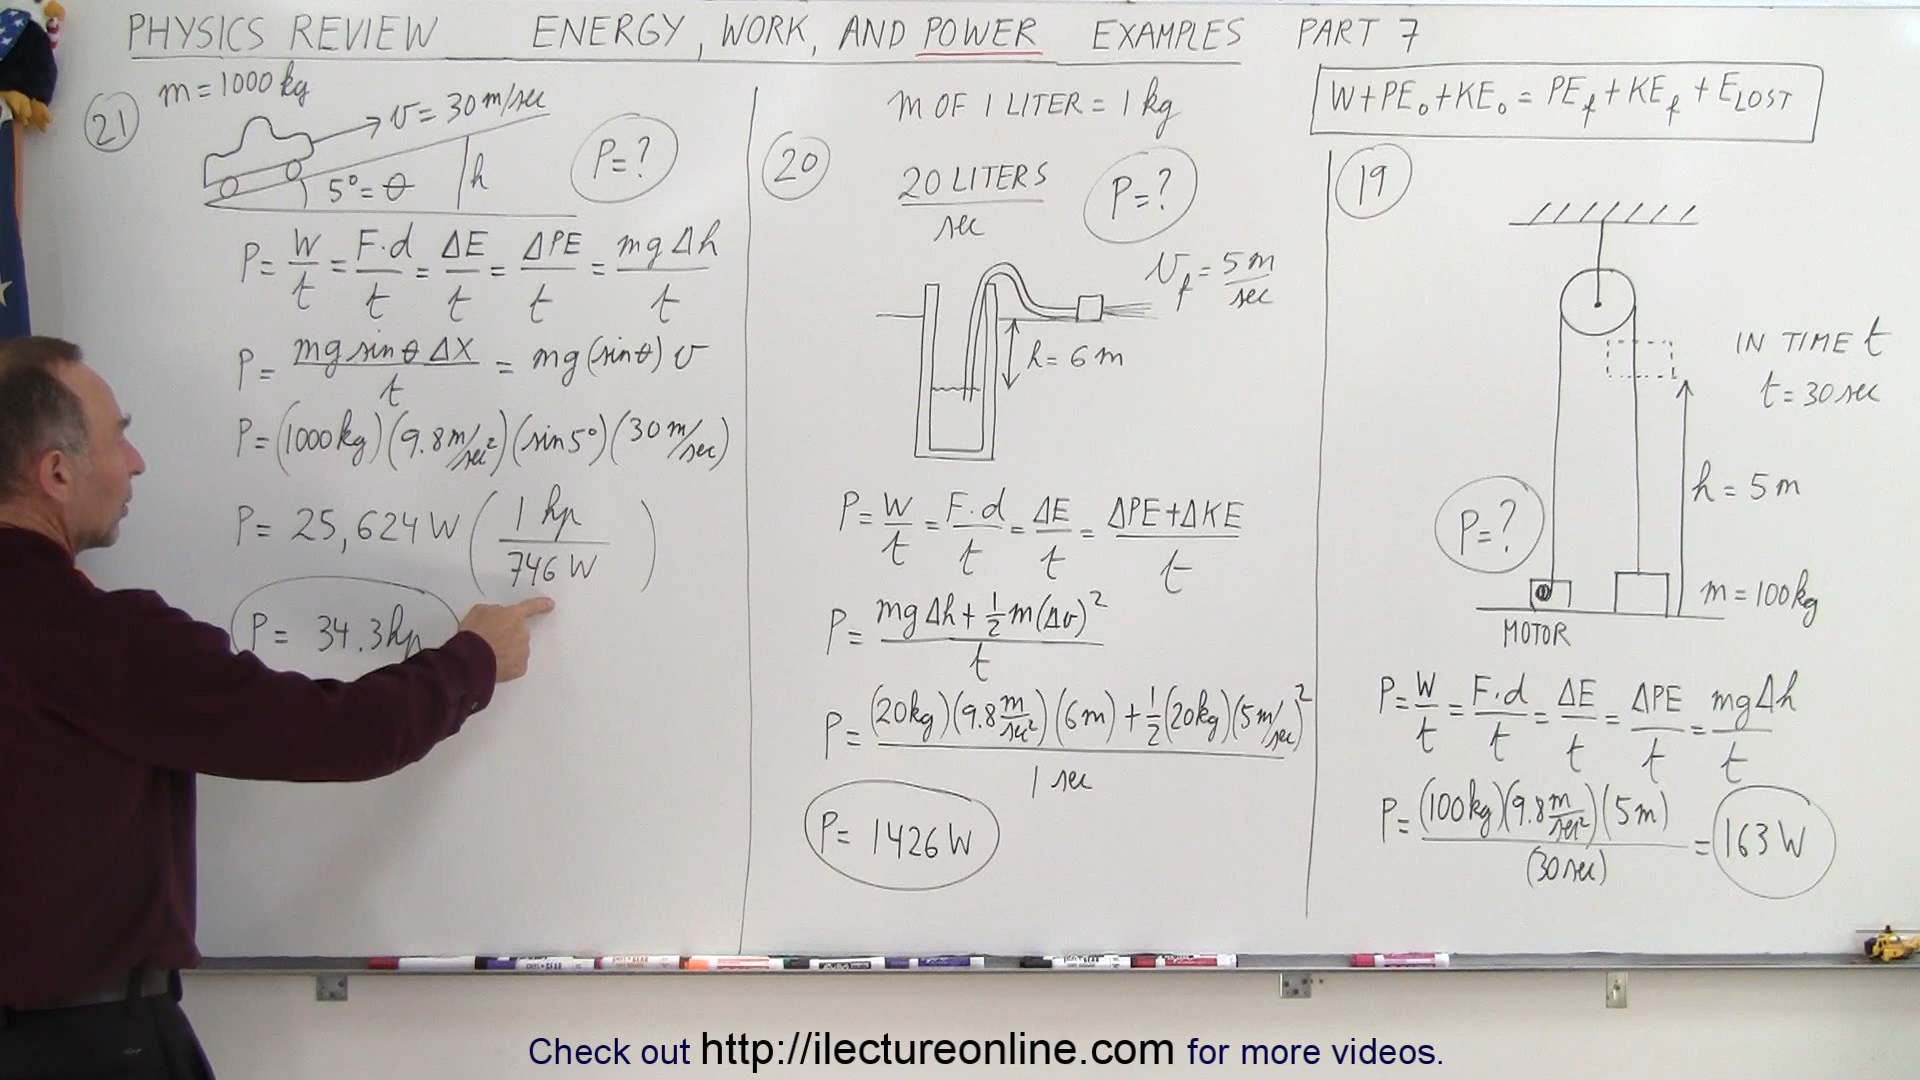 PHYSICS REVIEW ENERGY, WORK, AND POWER EXAMPLES PART 7
W+PE₀+KE₀ = PE_f + KE_f + E_LOST
21
m = 1000 kg
v = 30 m/sec
5° = θ
h
P = ?
P = W/t = F·d/t = ΔE/t = ΔPE/t = mgΔh/t
P = mg sin θ ΔX/t = mg (sin θ) v
P = (1000 kg)(9.8 m/sec²)(sin 5°)(30 m/sec)
P = 25,624 W (1 hp/746 W)
P = 34.3 hp
20
m OF 1 LITER = 1 kg
20 LITERS/sec
P = ?
v_f = 5 m/sec
h = 6 m
P = W/t = F·d/t = ΔE/t = ΔPE+ΔKE/t
P = mgΔh + ½ m(Δv)²/t
P = (20 kg)(9.8 m/sec²)(6 m) + ½ (20 kg)(5 m/sec)²/1 sec
P = 1426 W
19
IN TIME t
t = 30 sec
h = 5 m
P = ?
m = 100 kg
MOTOR
P = W/t = F·d/t = ΔE/t = ΔPE/t = mgΔh/t
P = (100 kg)(9.8 m/sec²)(5 m)/(30 sec) = 163 W
Check out http://ilectureonline.com for more videos.